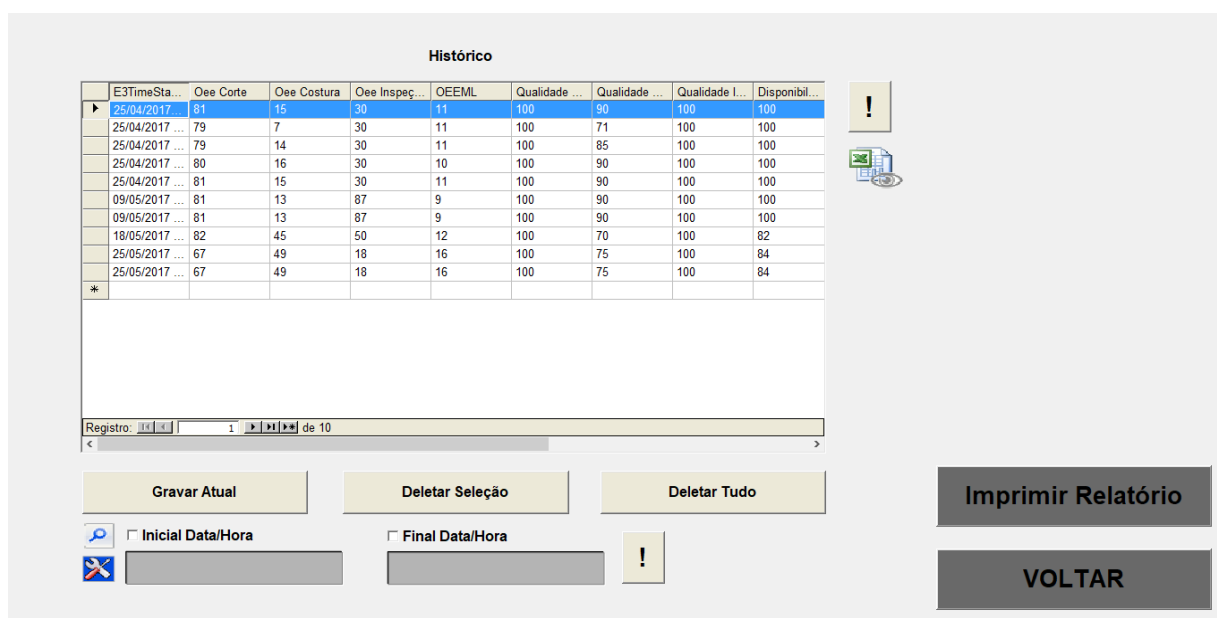 Histórico
E3TimeSta... Oee Corte Oee Costura Oee Inspeç... OEEML Qualidade ... Qualidade ... Qualidade I... Disponibil...
25/04/2017... 81 15 30 11 100 90 100 100
25/04/2017 ... 79 7 30 11 100 71 100 100
25/04/2017 ... 79 14 30 11 100 85 100 100
25/04/2017 ... 80 16 30 10 100 90 100 100
25/04/2017 ... 81 15 30 11 100 90 100 100
09/05/2017 ... 81 13 87 9 100 90 100 100
09/05/2017 ... 81 13 87 9 100 90 100 100
18/05/2017 ... 82 45 50 12 100 70 100 82
25/05/2017 ... 67 49 18 16 100 75 100 84
25/05/2017 ... 67 49 18 16 100 75 100 84
!
Registro: 1 de 10
Gravar Atual Deletar Seleção Deletar Tudo
Inicial Data/Hora Final Data/Hora
!
Imprimir Relatório
VOLTAR